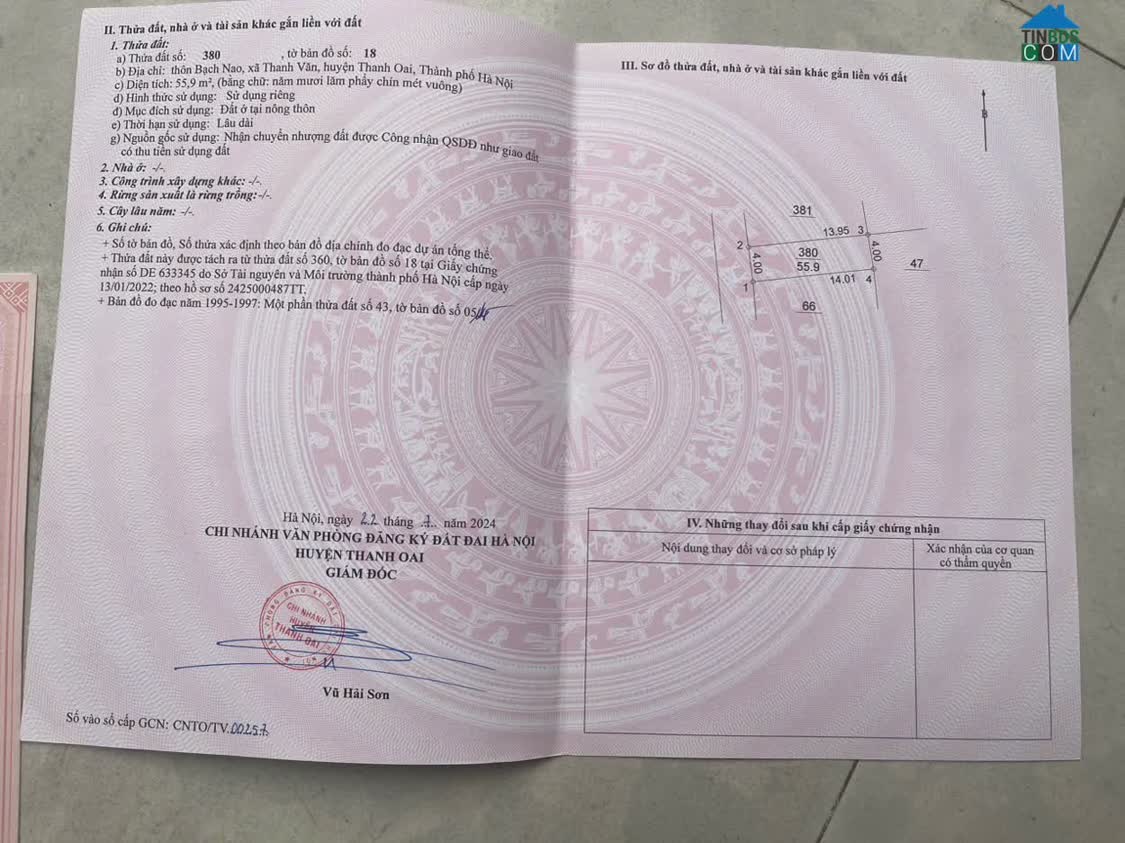 II. Thửa đất, nhà ở và tài sản khác gắn liền với đất
1. Thửa đất:
a) Thửa đất số: 380 , tờ bản đồ số: 18
b) Địa chỉ: thôn Bạch Nao, xã Thanh Văn, huyện Thanh Oai, Thành phố Hà Nội
c) Diện tích: 55,9 m², (bằng chữ: năm mươi lăm phẩy chín mét vuông)
d) Hình thức sử dụng: Sử dụng riêng
đ) Mục đích sử dụng: Đất ở tại nông thôn
e) Thời hạn sử dụng: Lâu dài
g) Nguồn gốc sử dụng: Nhận chuyển nhượng đất được Công nhận QSDĐ như giao đất
có thu tiền sử dụng đất
2. Nhà ở: -/-.
3. Công trình xây dựng khác: -/-.
4. Rừng sản xuất là rừng trồng:-/-.
5. Cây lâu năm: -/-.
6. Ghi chú:
+ Số tờ bản đồ, Số thửa xác định theo bản đồ địa chính đo đạc dự án tổng thể.
+ Thửa đất này được tách ra từ thửa đất số 360, tờ bản đồ số 18 tại Giấy chứng
nhận số DE 633345 do Sở Tài nguyên và Môi trường thành phố Hà Nội cấp ngày
13/01/2022; theo hồ sơ số 2425000487TT.
+ Bản đồ đo đạc năm 1995-1997: Một phần thửa đất số 43, tờ bản đồ số 05
Hà Nội, ngày 22 tháng 7 năm 2024
CHI NHÁNH VĂN PHÒNG ĐĂNG KÝ ĐẤT ĐAI HÀ NỘI
HUYỆN THANH OAI
GIÁM ĐỐC
CHI NHÁNH
HUYỆN
THANH OAI
Vũ Hải Sơn
Số vào sổ cấp GCN: CNTO/TV.00257
TINBDS
COM
III. Sơ đồ thửa đất, nhà ở và tài sản khác gắn liền với đất
B
381
13.95 3
2
4.00
380
55.9
4.00
47
1
14.01 4
66
IV. Những thay đổi sau khi cấp giấy chứng nhận
Nội dung thay đổi và cơ sở pháp lý
Xác nhận của cơ quan
có thẩm quyền